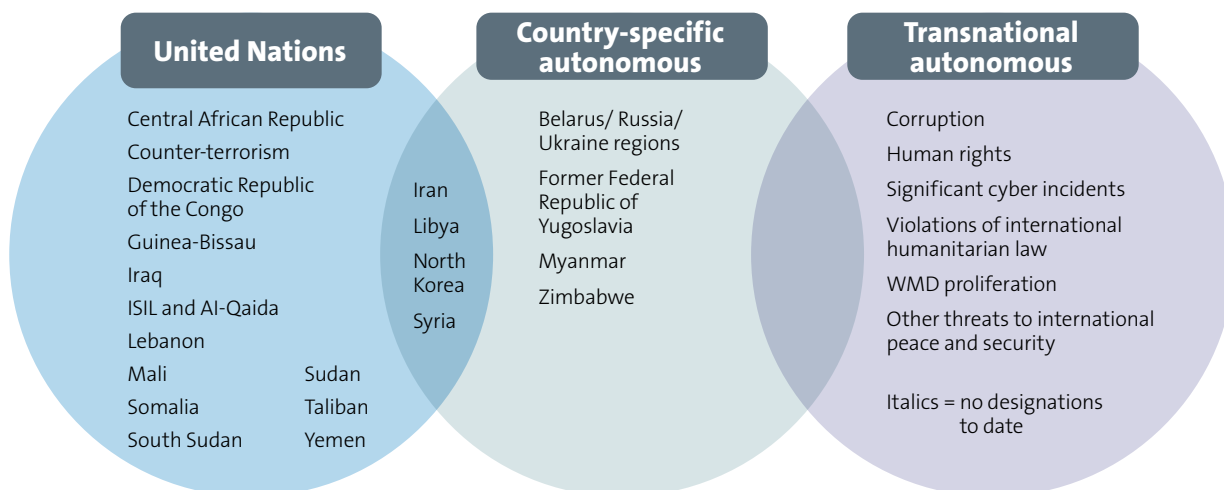 United Nations
Central African Republic
Counter-terrorism
Democratic Republic
of the Congo
Guinea-Bissau
Iraq
ISIL and Al-Qaida
Lebanon
Mali
Somalia
South Sudan
Sudan
Taliban
Yemen
Iran
Libya
North
Korea
Syria
Country-specific
autonomous
Belarus/ Russia/
Ukraine regions
Former Federal
Republic of
Yugoslavia
Myanmar
Zimbabwe
Transnational
autonomous
Corruption
Human rights
Significant cyber incidents
Violations of international
humanitarian law
WMD proliferation
Other threats to international
peace and security
Italics = no designations
to date